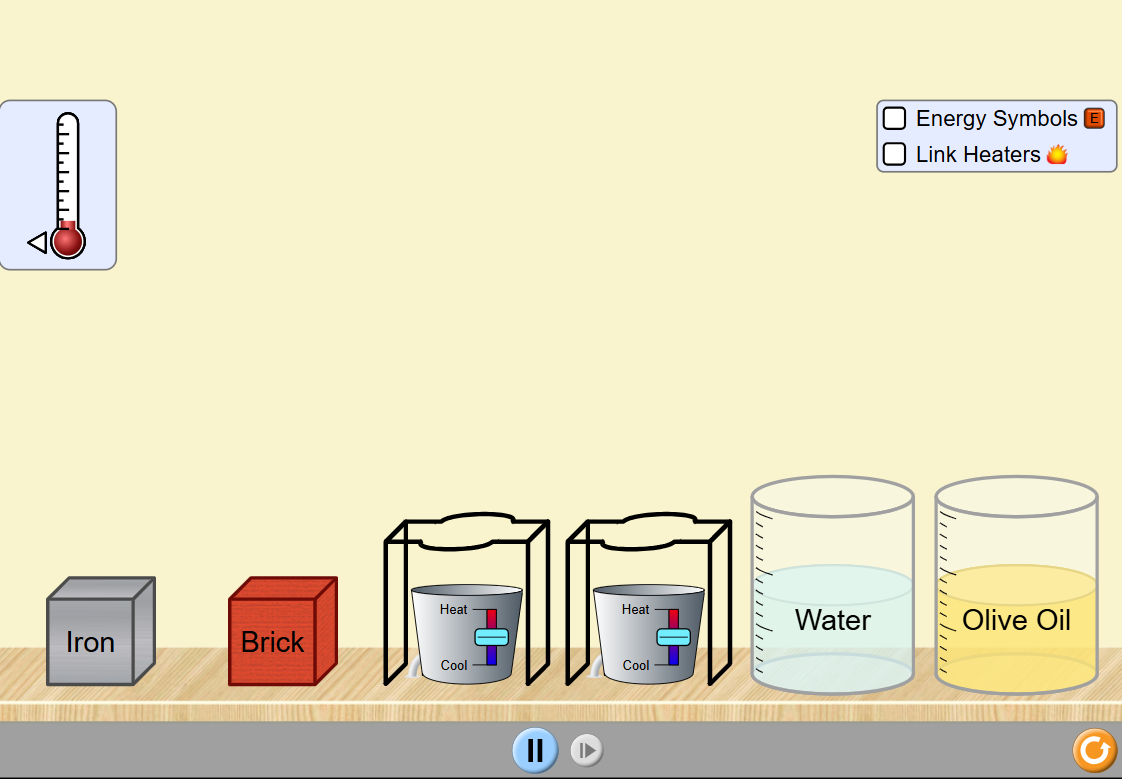 Energy Symbols E
Link Heaters
Heat
Cool
Heat
Cool
Iron
Brick
Water
Olive Oil